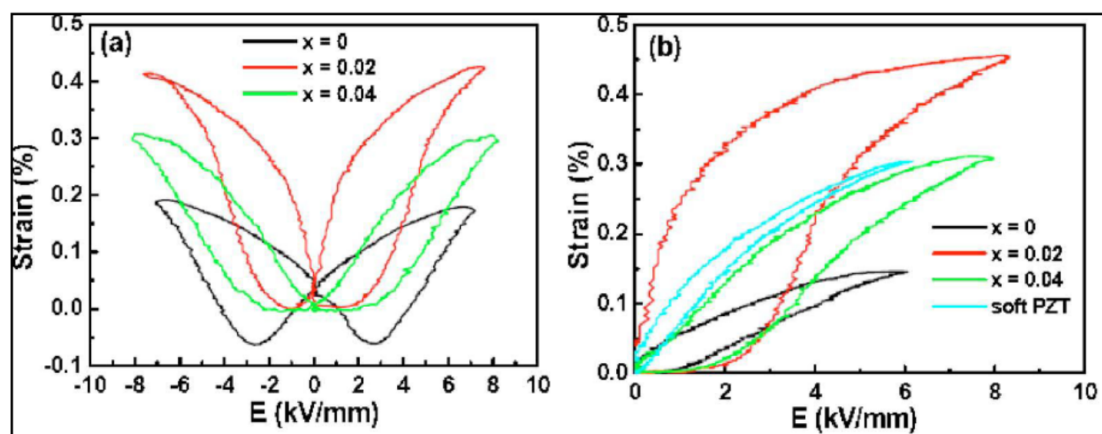 (a)
x = 0
x = 0.02
x = 0.04
Strain (%)
0.5
0.4
0.3
0.2
0.1
0.0
-0.1
-10 -8 -6 -4 -2 0 2 4 6 8 10
E (kV/mm)
(b)
x = 0
x = 0.02
x = 0.04
soft PZT
Strain (%)
0.5
0.4
0.3
0.2
0.1
0.0
0 2 4 6 8 10
E (kV/mm)